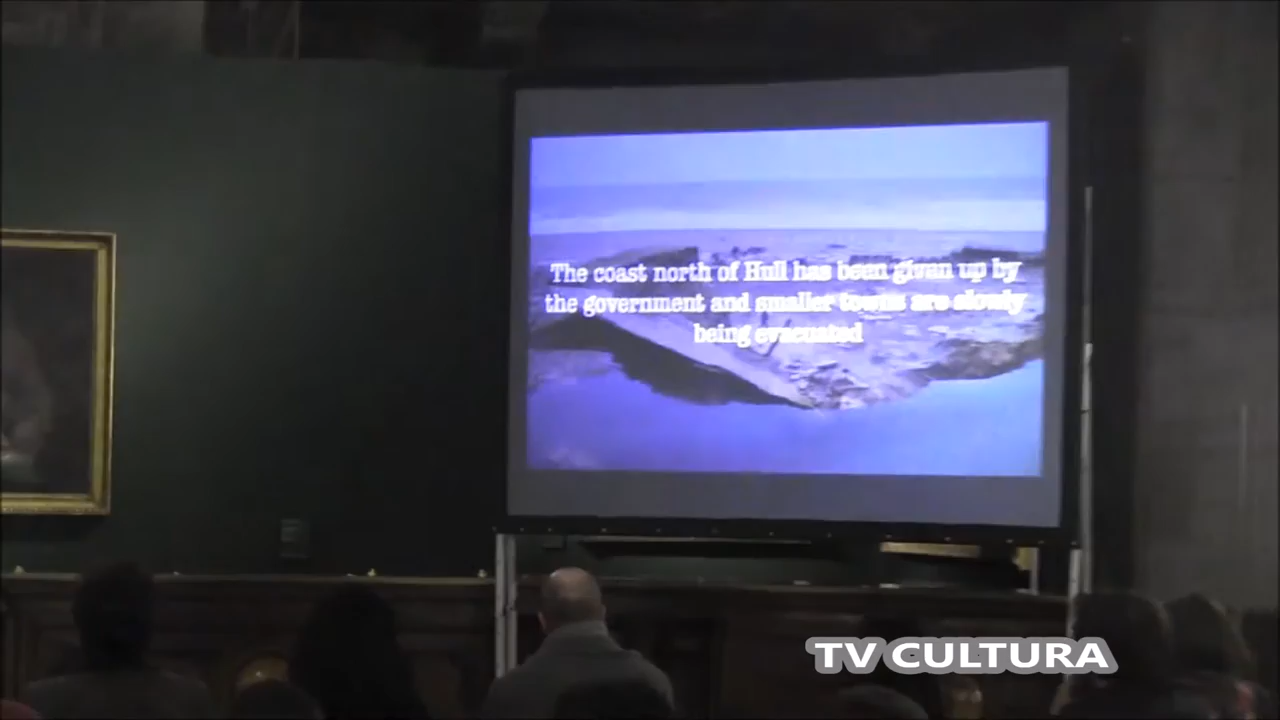 The coast north of Hull has been given up by
the government and smaller towns are slowly
being evacuated
TV CULTURA